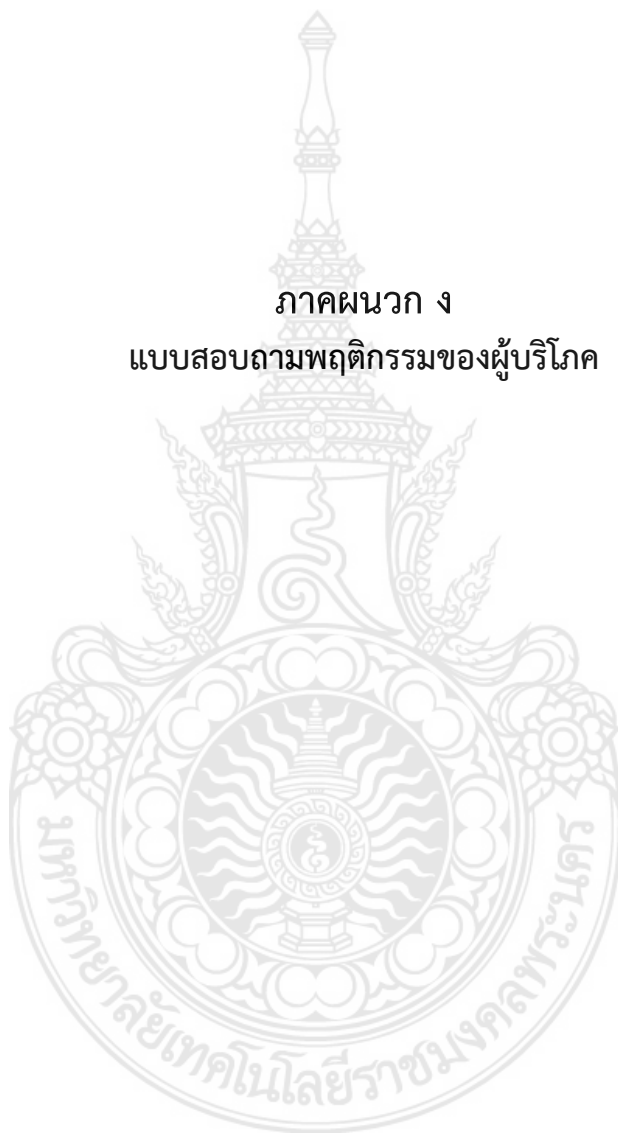 ภาคผนวก ง
แบบสอบถามพฤติกรรมของผู้บริโภค
มหาวิทยาลัยเทคโนโลยีราชมงคลพระนคร